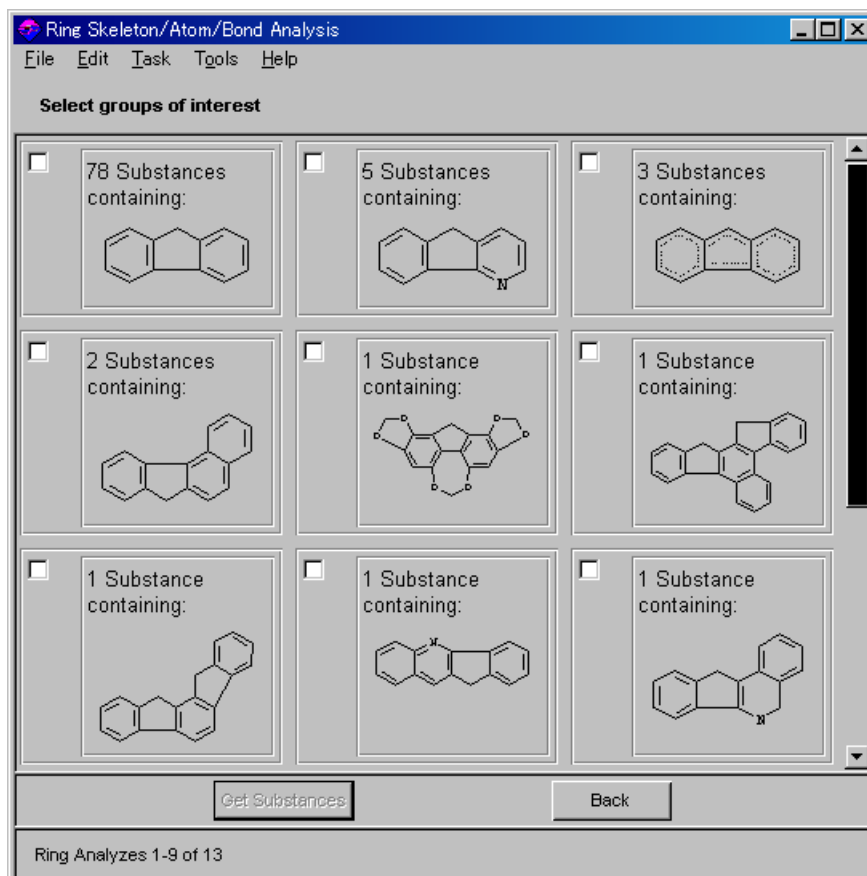 Ring Skeleton/Atom/Bond Analysis
File Edit Task Tools Help
Select groups of interest
78 Substances
containing:
5 Substances
containing:
N
3 Substances
containing:
2 Substances
containing:
1 Substance
containing:
O O
O O
O O
1 Substance
containing:
1 Substance
containing:
1 Substance
containing:
N
1 Substance
containing:
N
Get Substances
Back
Ring Analyzes 1-9 of 13